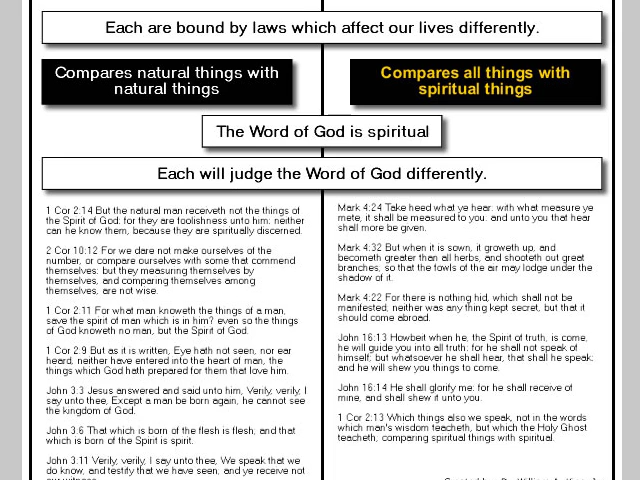 Each are bound by laws which affect our lives differently.
Compares natural things with
natural things
Compares all things with
spiritual things
The Word of God is spiritual
Each will judge the Word of God differently.
1 Cor 2:14 But the natural man receiveth not the things of
the Spirit of God: for they are foolishness unto him: neither
can he know them, because they are spiritually discerned.
2 Cor 10:12 For we dare not make ourselves of the
number, or compare ourselves with some that commend
themselves: but they measuring themselves by
themselves, and comparing themselves among
themselves, are not wise.
1 Cor 2:11 For what man knoweth the things of a man,
save the spirit of man which is in him? even so the things
of God knoweth no man, but the Spirit of God.
1 Cor 2:9 But as it is written, Eye hath not seen, nor ear
heard, neither have entered into the heart of man, the
things which God hath prepared for them that love him.
John 3:3 Jesus answered and said unto him, Verily, verily, I
say unto thee, Except a man be born again, he cannot see
the kingdom of God.
John 3:6 That which is born of the flesh is flesh; and that
which is born of the Spirit is spirit.
John 3:11 Verily, verily, I say unto thee, We speak that we
do know, and testify that we have seen; and ye receive not
our witness.
Mark 4:24 Take heed what ye hear: with what measure ye
mete, it shall be measured to you: and unto you that hear
shall more be given.
Mark 4:32 But when it is sown, it groweth up, and
becometh greater than all herbs, and shooteth out great
branches; so that the fowls of the air may lodge under the
shadow of it.
Mark 4:22 For there is nothing hid, which shall not be
manifested; neither was any thing kept secret, but that it
should come abroad.
John 16:13 Howbeit when he, the Spirit of truth, is come,
he will guide you into all truth: for he shall not speak of
himself; but whatsoever he shall hear, that shall he speak:
and he will shew you things to come.
John 16:14 He shall glorify me: for he shall receive of
mine, and shall shew it unto you.
1 Cor 2:13 Which things also we speak, not in the words
which man's wisdom teacheth, but which the Holy Ghost
teacheth; comparing spiritual things with spiritual.